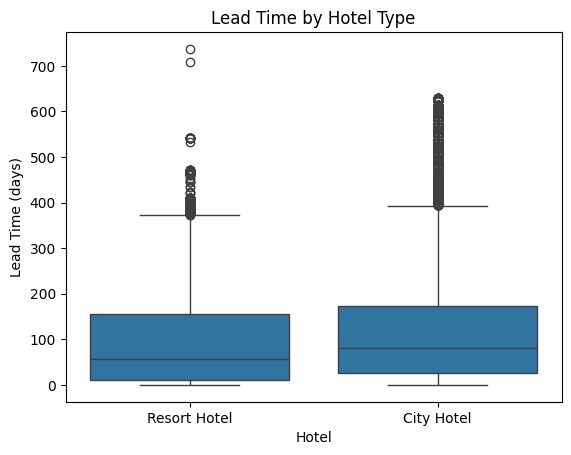 Lead Time by Hotel Type
Lead Time (days)
700
600
500
400
300
200
100
0
Resort Hotel
City Hotel
Hotel